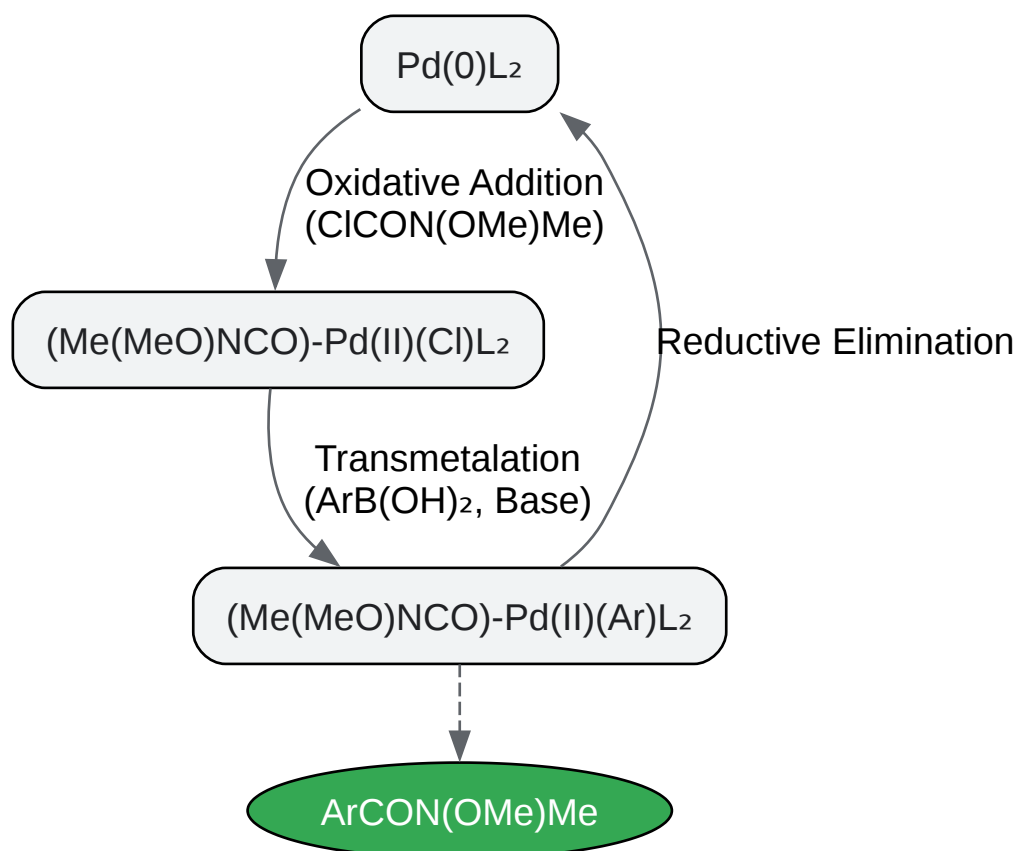 Pd(0)L₂
Oxidative Addition
(ClCON(OMe)Me)
(Me(MeO)NCO)-Pd(II)(Cl)L₂
Reductive Elimination
Transmetalation
(ArB(OH)₂, Base)
(Me(MeO)NCO)-Pd(II)(Ar)L₂
ArCON(OMe)Me